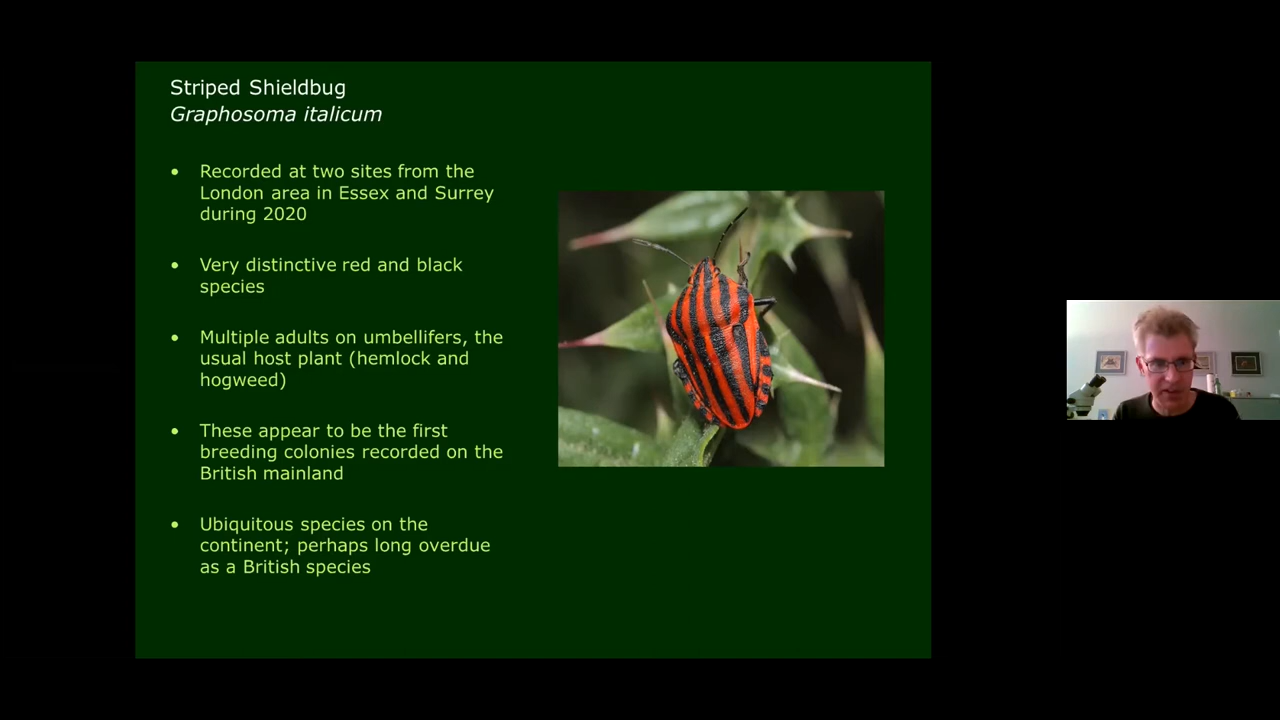 Striped Shieldbug
Graphosoma italicum
• Recorded at two sites from the
London area in Essex and Surrey
during 2020
• Very distinctive red and black
species
• Multiple adults on umbellifers, the
usual host plant (hemlock and
hogweed)
• These appear to be the first
breeding colonies recorded on the
British mainland
• Ubiquitous species on the
continent; perhaps long overdue
as a British species